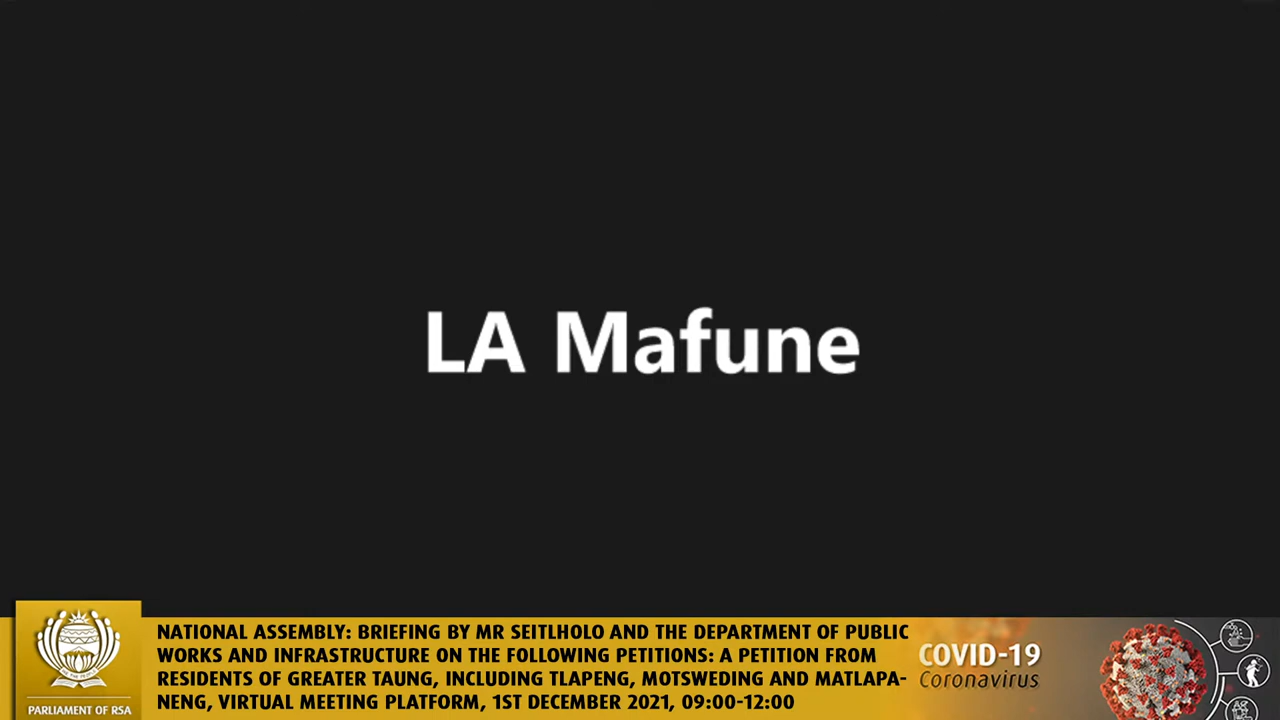 LA Mafune
NATIONAL ASSEMBLY: BRIEFING BY MR SEITLHOLO AND THE DEPARTMENT OF PUBLIC
WORKS AND INFRASTRUCTURE ON THE FOLLOWING PETITIONS: A PETITION FROM
RESIDENTS OF GREATER TAUNG, INCLUDING TLAPENG, MOTSWEDING AND MATLAPA-
NENG, VIRTUAL MEETING PLATFORM, 1ST DECEMBER 2021, 09:00-12:00
COVID-19
Coronavirus
PARLIAMENT OF RSA